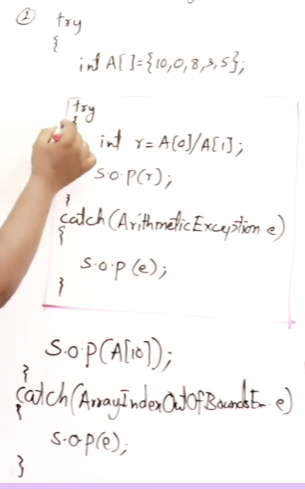 ② try
{
int A[]={10,0,8,3,5};
try
{
int r=A[0]/A[1];
S.O.P(r);
}
catch(ArithmeticException e)
{
S.O.P(e);
}
S.O.P(A[10]);
}
catch(ArrayIndexOutOfBoundsEx- e)
{
S.O.P(e);
}